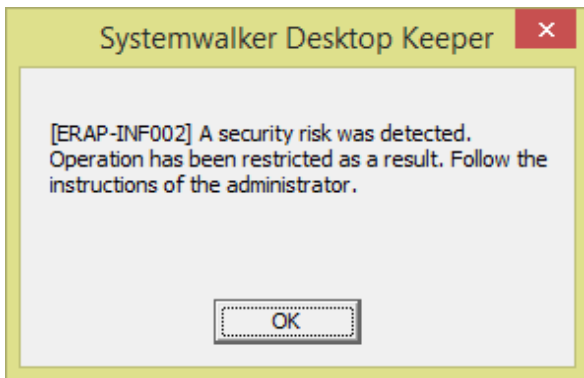 Systemwalker Desktop Keeper
[ERAP-INF002] A security risk was detected.
Operation has been restricted as a result. Follow the
instructions of the administrator.
OK